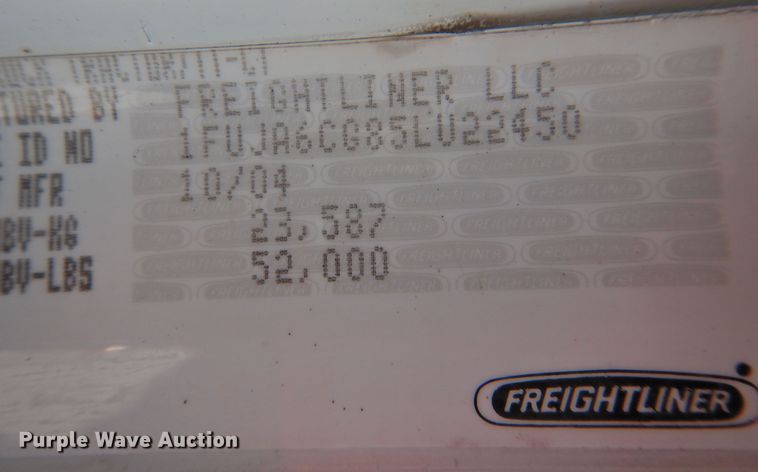 TRUCK TRACTOR
TURED BY FREIGHTLINER LLC
ID NO 1FUJA6CG85LU22450
MFR 10/04
BV-KG 23,587
BV-LBS 52,000
FREIGHTLINER
Purple Wave Auction